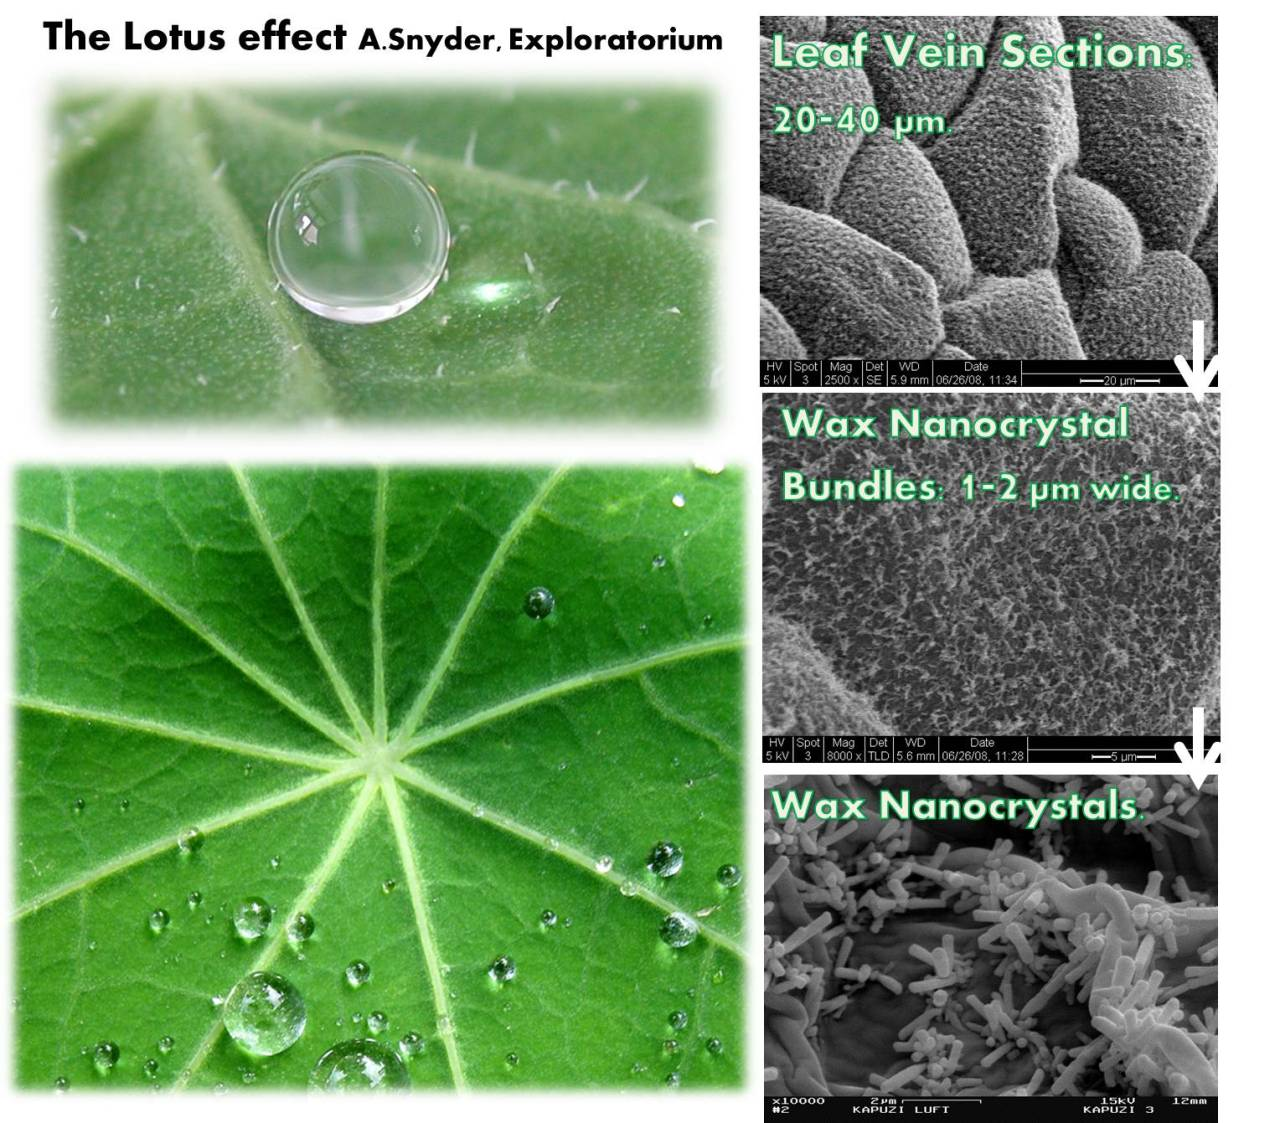 The Lotus effect A.Snyder, Exploratorium
Leaf Vein Sections:
20-40 µm.
HV Spot Mag Det WD Date
5 kV 3 2500 x SE 5.9 mm 06/26/08, 11:34 20 µm
Wax Nanocrystal
Bundles: 1-2 µm wide.
HV Spot Mag Det WD Date
5 kV 3 8000 x TLD 5.6 mm 06/26/08, 11:28 5 µm
Wax Nanocrystals.
x10000 2µm 15kV 12mm
#2 KAPUZI LUFT KAPUZI 3